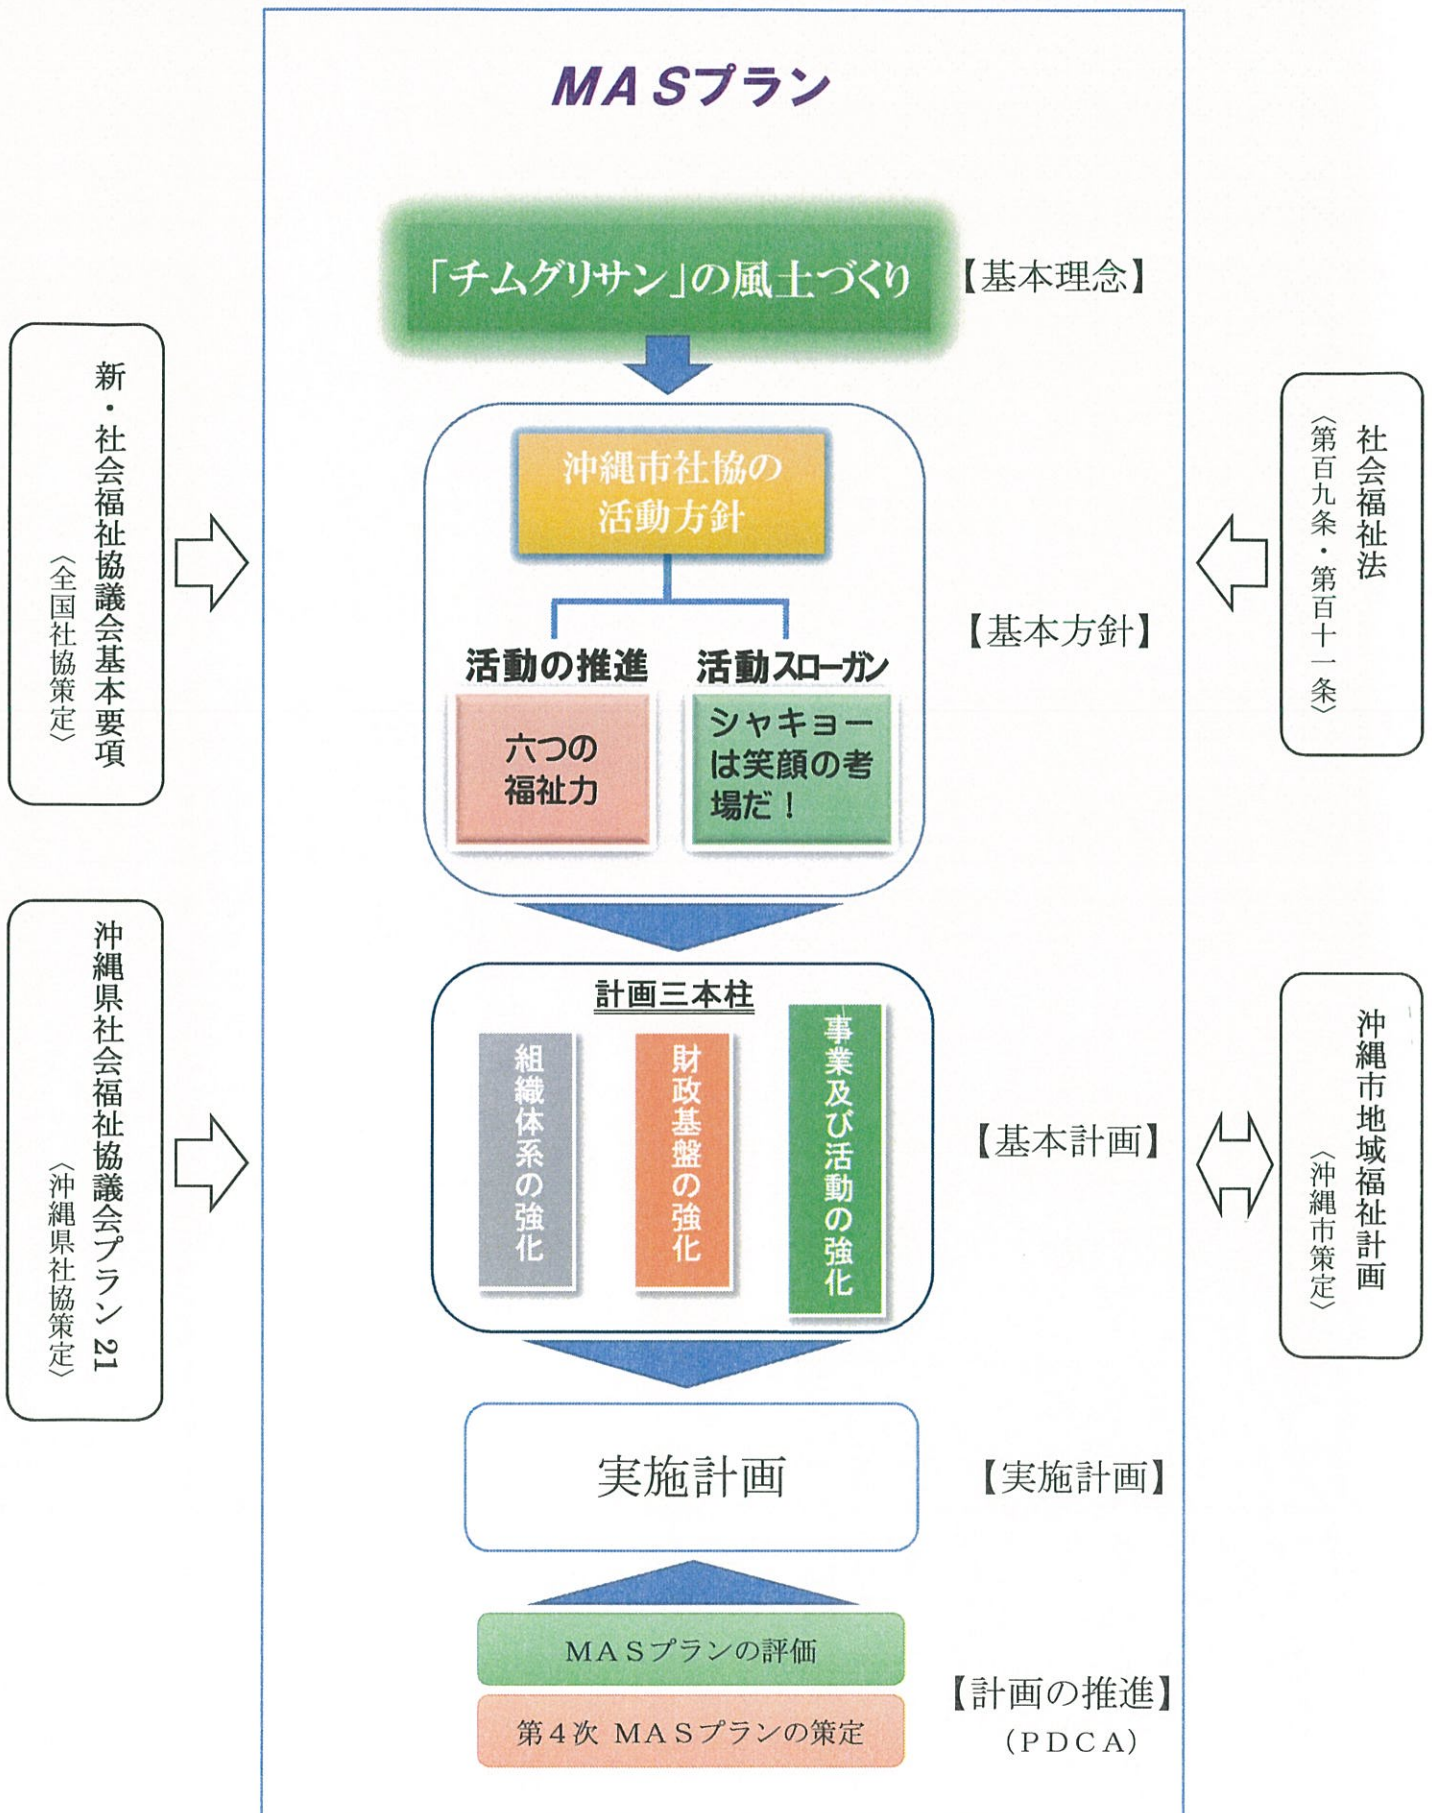 MASプラン
「チムグリサン」の風土づくり
【基本理念】
新・社会福祉協議会基本要項
〈全国社協策定〉
社会福祉法
〈第百九条・第百十一条〉
沖縄市社協の
活動方針
【基本方針】
活動の推進
六つの
福祉力
活動スローガン
シャキョー
は笑顔の考
場だ！
沖縄県社会福祉協議会プラン21
〈沖縄県社協策定〉
沖縄市地域福祉計画
〈沖縄市策定〉
計画三本柱
組織体系の強化
財政基盤の強化
事業及び活動の強化
【基本計画】
実施計画
【実施計画】
MASプランの評価
第4次 MASプランの策定
【計画の推進】
（PDCA）